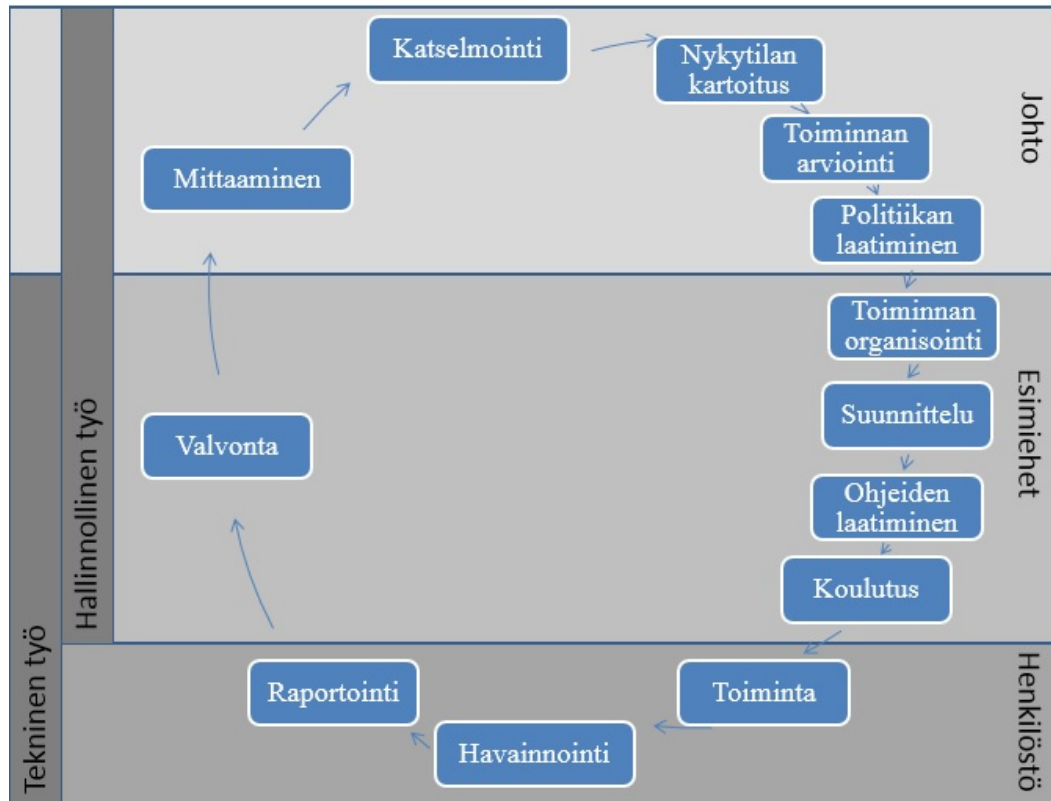 Katselmointi
Nykytilan
kartoitus
Toiminnan
arviointi
Politiikan
laatiminen
Toiminnan
organisointi
Suunnittelu
Ohjeiden
laatiminen
Koulutus
Toiminta
Havainnointi
Raportointi
Valvonta
Mittaaminen
Johto
Esimiehet
Henkilöstö
Hallinnollinen työ
Tekninen työ